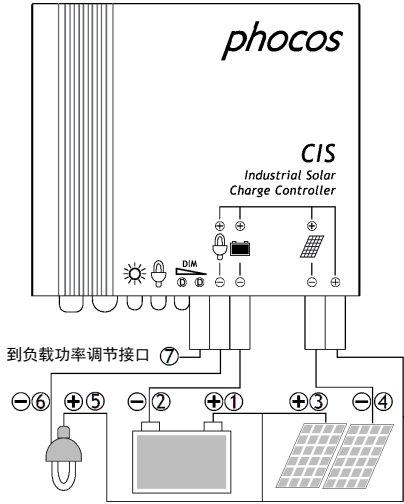 phocos
CIS
Industrial Solar
Charge Controller
DIM
到负载功率调节接口 ⑦
⊖⑥ ⊕⑤ ⊖② ⊕① ⊕③ ⊖④